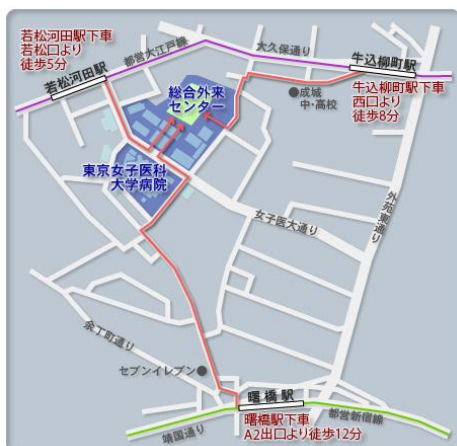 若松河田駅下車
若松口より
徒歩5分
若松河田駅
都営大江戸線
大久保通り
牛込柳町駅
牛込柳町駅下車
西口より
徒歩8分
総合外来
センター
成城
中・高校
東京女子医科
大学病院
女子医大通り
外苑東通り
余丁町通り
セブンイレブン
曙橋駅
靖国通り
都営新宿線
曙橋駅下車
A2出口より徒歩12分